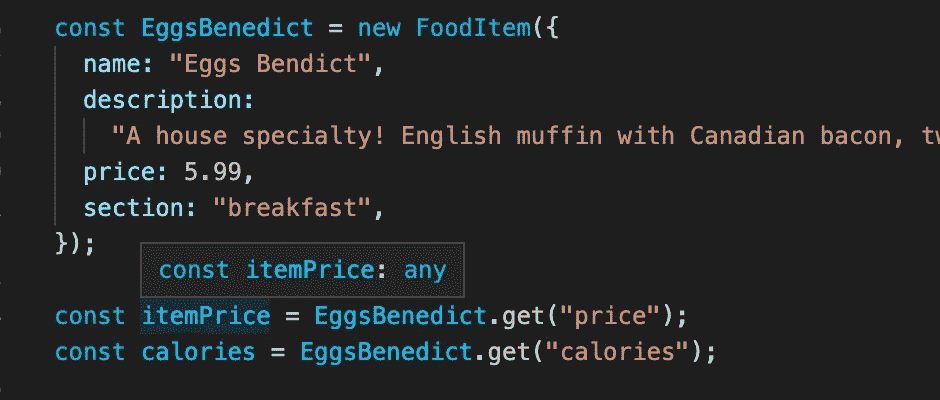 const EggsBenedict = new FoodItem({
name: "Eggs Bendict",
description:
"A house specialty! English muffin with Canadian bacon,
price: 5.99,
section: "breakfast",
});
const itemPrice: any
const itemPrice = EggsBenedict.get("price");
const calories = EggsBenedict.get("calories");